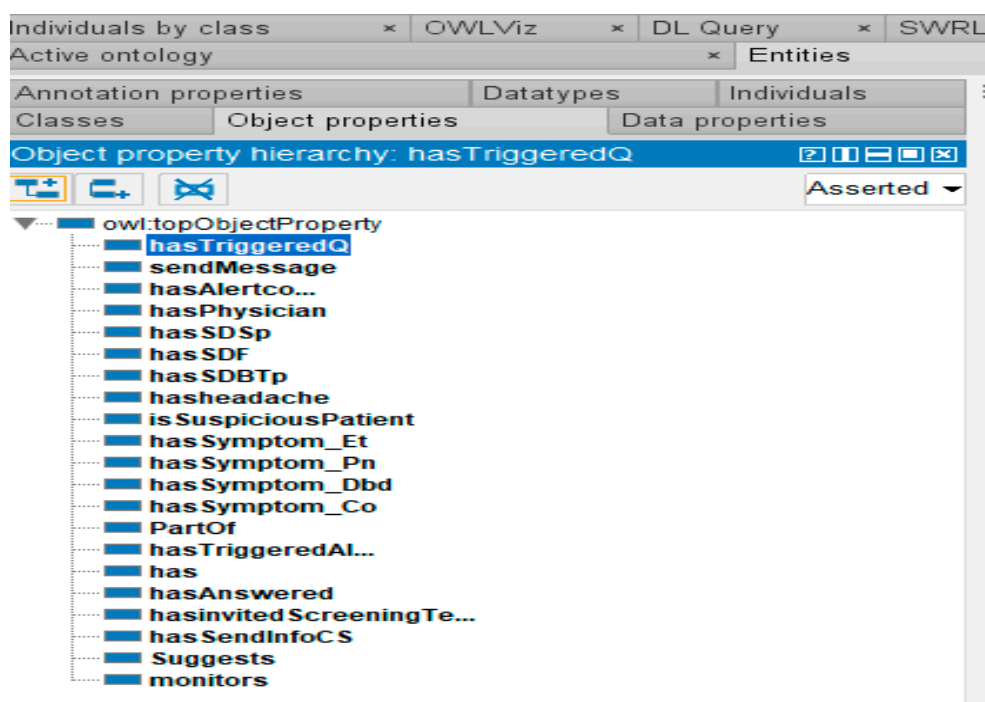 Individuals by class × OWLViz × DL Query × SWRL
Active ontology × Entities
Annotation properties Datatypes Individuals
Classes Object properties Data properties
Object property hierarchy: hasTriggeredQ
Asserted
owl:topObjectProperty
hasTriggeredQ
sendMessage
hasAlertco...
hasPhysician
hasSDSp
hasSDF
hasSDBTp
hasheadache
isSuspiciousPatient
hasSymptom_Et
hasSymptom_Pn
hasSymptom_Dbd
hasSymptom_Co
PartOf
hasTriggeredAl...
has
hasAnswered
hasinvitedScreeningTe...
hasSendInfoCS
Suggests
monitors